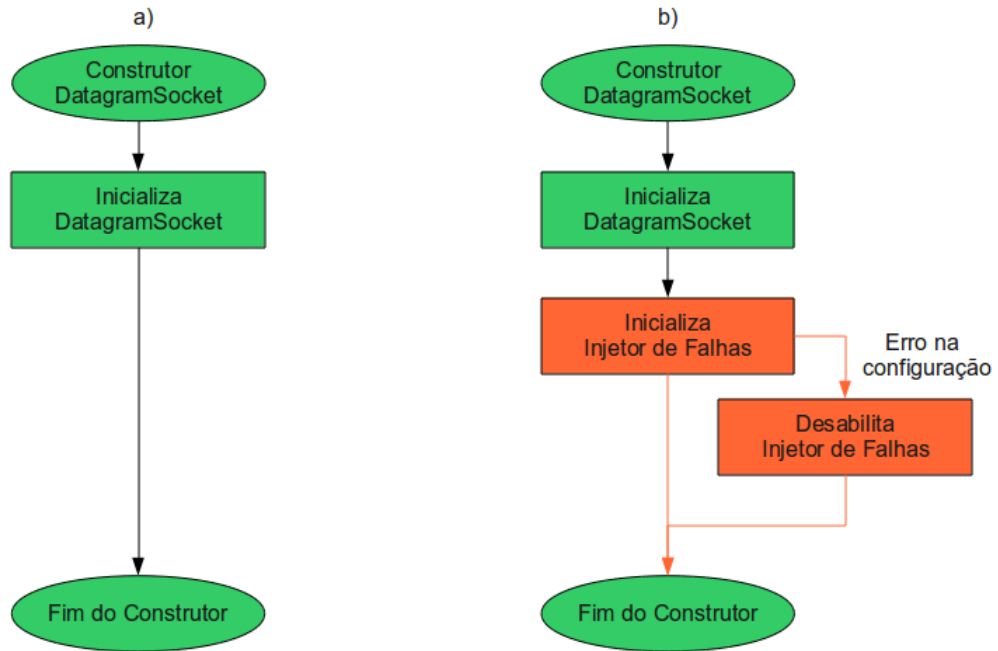 a)
Construtor
DatagramSocket
Inicializa
DatagramSocket
Fim do Construtor
b)
Construtor
DatagramSocket
Inicializa
DatagramSocket
Inicializa
Injetor de Falhas
Erro na
configuração
Desabilita
Injetor de Falhas
Fim do Construtor